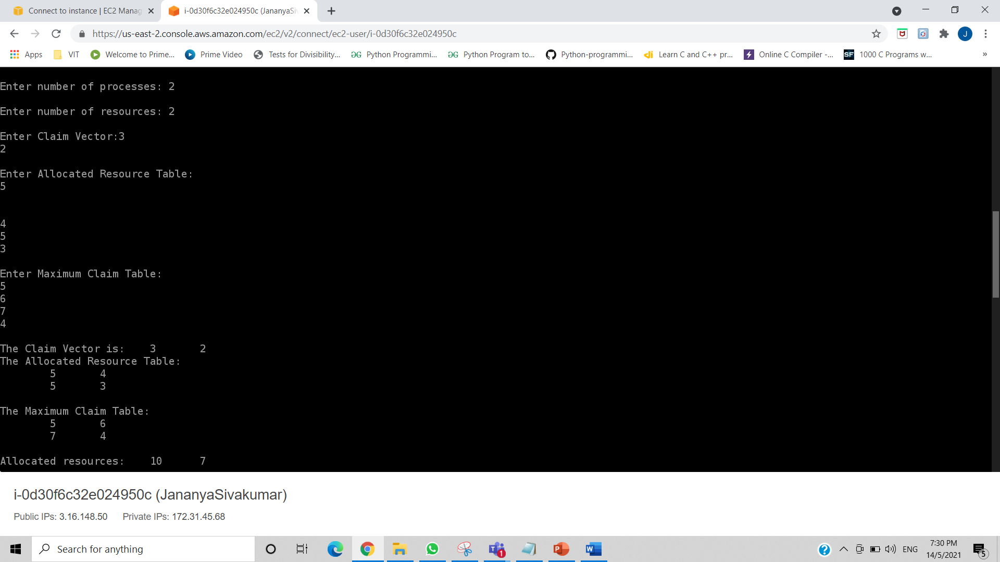 Connect to instance | EC2 Manag
i-0d30f6c32e024950c (JananyaSi
https://us-east-2.console.aws.amazon.com/ec2/v2/connect/ec2-user/i-0d30f6c32e024950c
J
Apps VIT Welcome to Prime... Prime Video Tests for Divisibility... Python Programmi... Python Program to... Python-programmi... Learn C and C++ pr... Online C Compiler -... SF 1000 C Programs w... »
Enter number of processes: 2
Enter number of resources: 2
Enter Claim Vector:3
2
Enter Allocated Resource Table:
5
4
5
3
Enter Maximum Claim Table:
5
6
7
4
The Claim Vector is: 3 2
The Allocated Resource Table:
5 4
5 3
The Maximum Claim Table:
5 6
7 4
Allocated resources: 10 7
i-0d30f6c32e024950c (JananyaSivakumar)
Public IPs: 3.16.148.50 Private IPs: 172.31.45.68
Search for anything
ENG
7:30 PM
14/5/2021
5